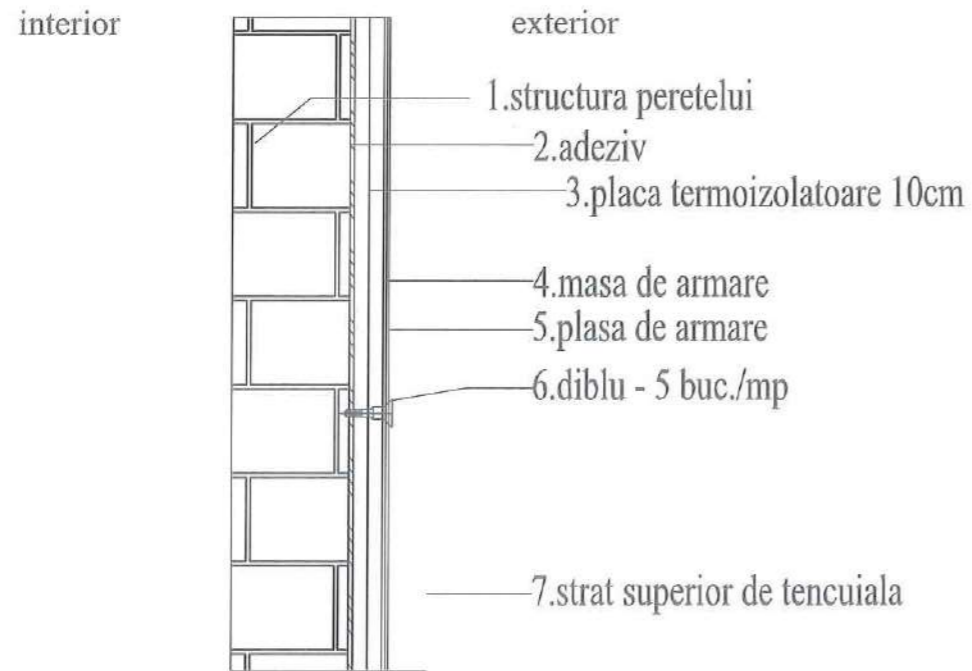 interior
exterior
1.structura peretelui
2.adeziv
3.placa termoizolatoare 10cm
4.masa de armare
5.plasa de armare
6.diblu - 5 buc./mp
7.strat superior de tencuiala